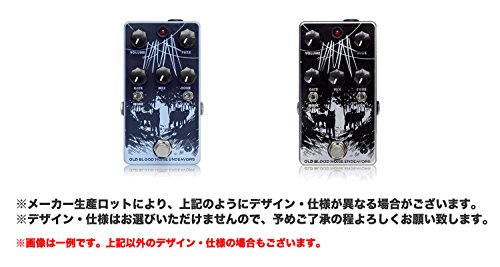 VOLUME
FUZZ
VOLUME
FUZZ
GATE
MIX
ZONE
GATE
MIX
ZONE
OLD BLOOD NOISE ENDEAVORS
OLD BLOOD NOISE ENDEAVORS
※メーカー生産ロットにより、上記のようにデザイン・仕様が異なる場合がございます。
※デザイン・仕様はお選びいただけませんので、予めご了承の程よろしくお願い致します。
※画像は一例です。上記以外のデザイン・仕様の場合もございます。